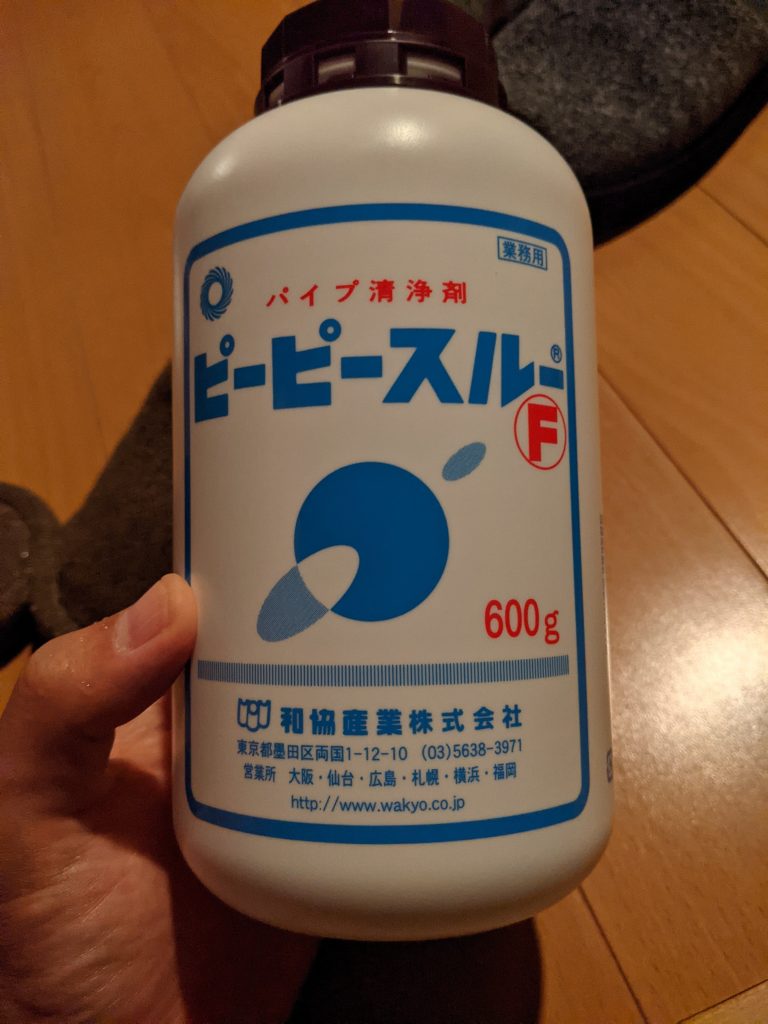 業務用
パイプ清浄剤
ピーピースルー®
F
600g
和協産業株式会社
東京都墨田区両国1-12-10 (03)5638-3971
営業所 大阪・仙台・広島・札幌・横浜・福岡
http://www.wakyo.co.jp